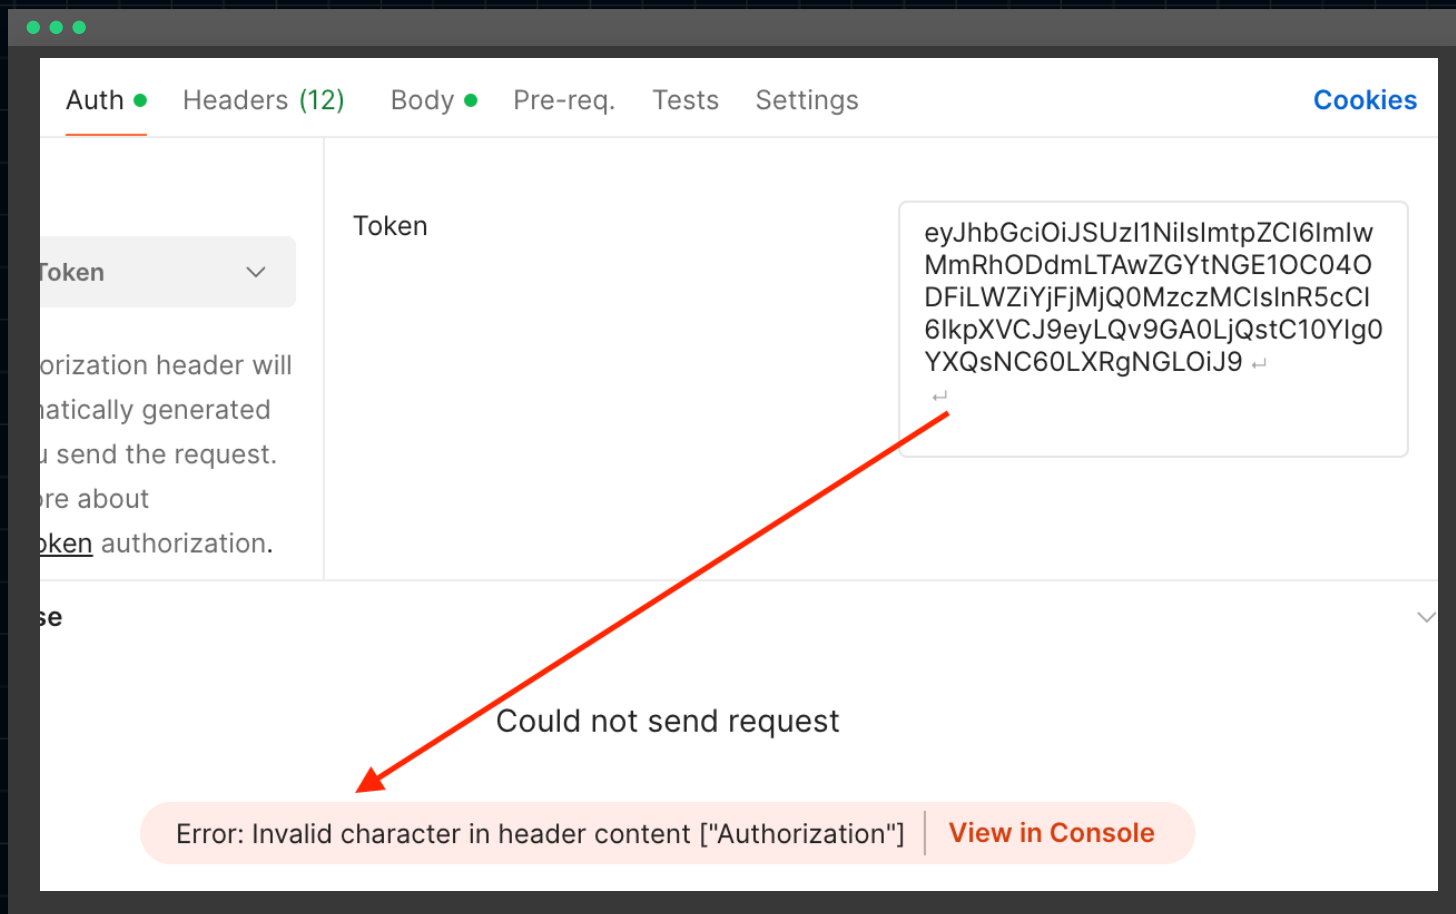 Auth Headers (12) Body Pre-req. Tests Settings Cookies
Token
Token
eyJhbGciOiJSUzI1NiIsImtpZCI6ImIw
MmRhODdmLTAwZGYtNGE1OC04O
DFiLWZiYjFjMjQ0MzczMCIsInR5cCI
6IkpXVCJ9eyLQv9GA0LjQstC10YIg0
YXQsNC60LXRgNGLOiJ9 ↵
↵
orization header will
natically generated
u send the request.
ore about
oken authorization.
se
Could not send request
Error: Invalid character in header content ["Authorization"] View in Console